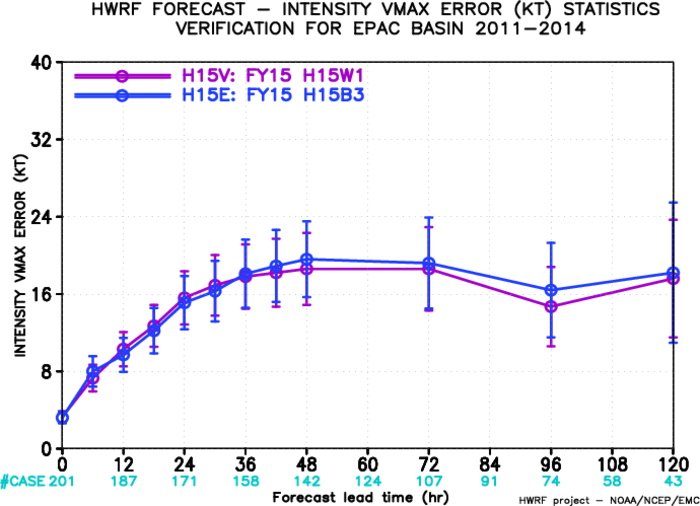 HWRF FORECAST – INTENSITY VMAX ERROR (KT) STATISTICS
VERIFICATION FOR EPAC BASIN 2011–2014
40
H15V: FY15 H15W1
H15E: FY15 H15B3
32
24
16
8
0
INTENSITY VMAX ERROR (KT)
0 12 24 36 48 60 72 84 96 108 120
#CASE 201 187 171 158 142 124 107 91 74 58 43
Forecast lead time (hr)
HWRF project – NOAA/NCEP/EMC